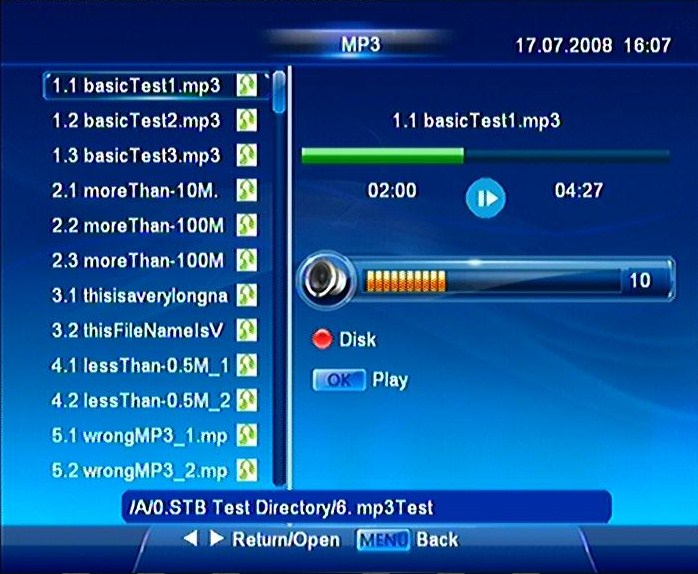 MP3
17.07.2008 16:07
1.1 basicTest1.mp3
1.2 basicTest2.mp3
1.3 basicTest3.mp3
2.1 moreThan-10M.
2.2 moreThan-100M
2.3 moreThan-100M
3.1 thisisaverylongna
3.2 thisFileNameIsV
4.1 lessThan-0.5M_1
4.2 lessThan-0.5M_2
5.1 wrongMP3_1.mp
5.2 wrongMP3_2.mp
1.1 basicTest1.mp3
02:00
04:27
10
Disk
OK Play
/A/0.STB Test Directory/6. mp3Test
Return/Open MENU Back